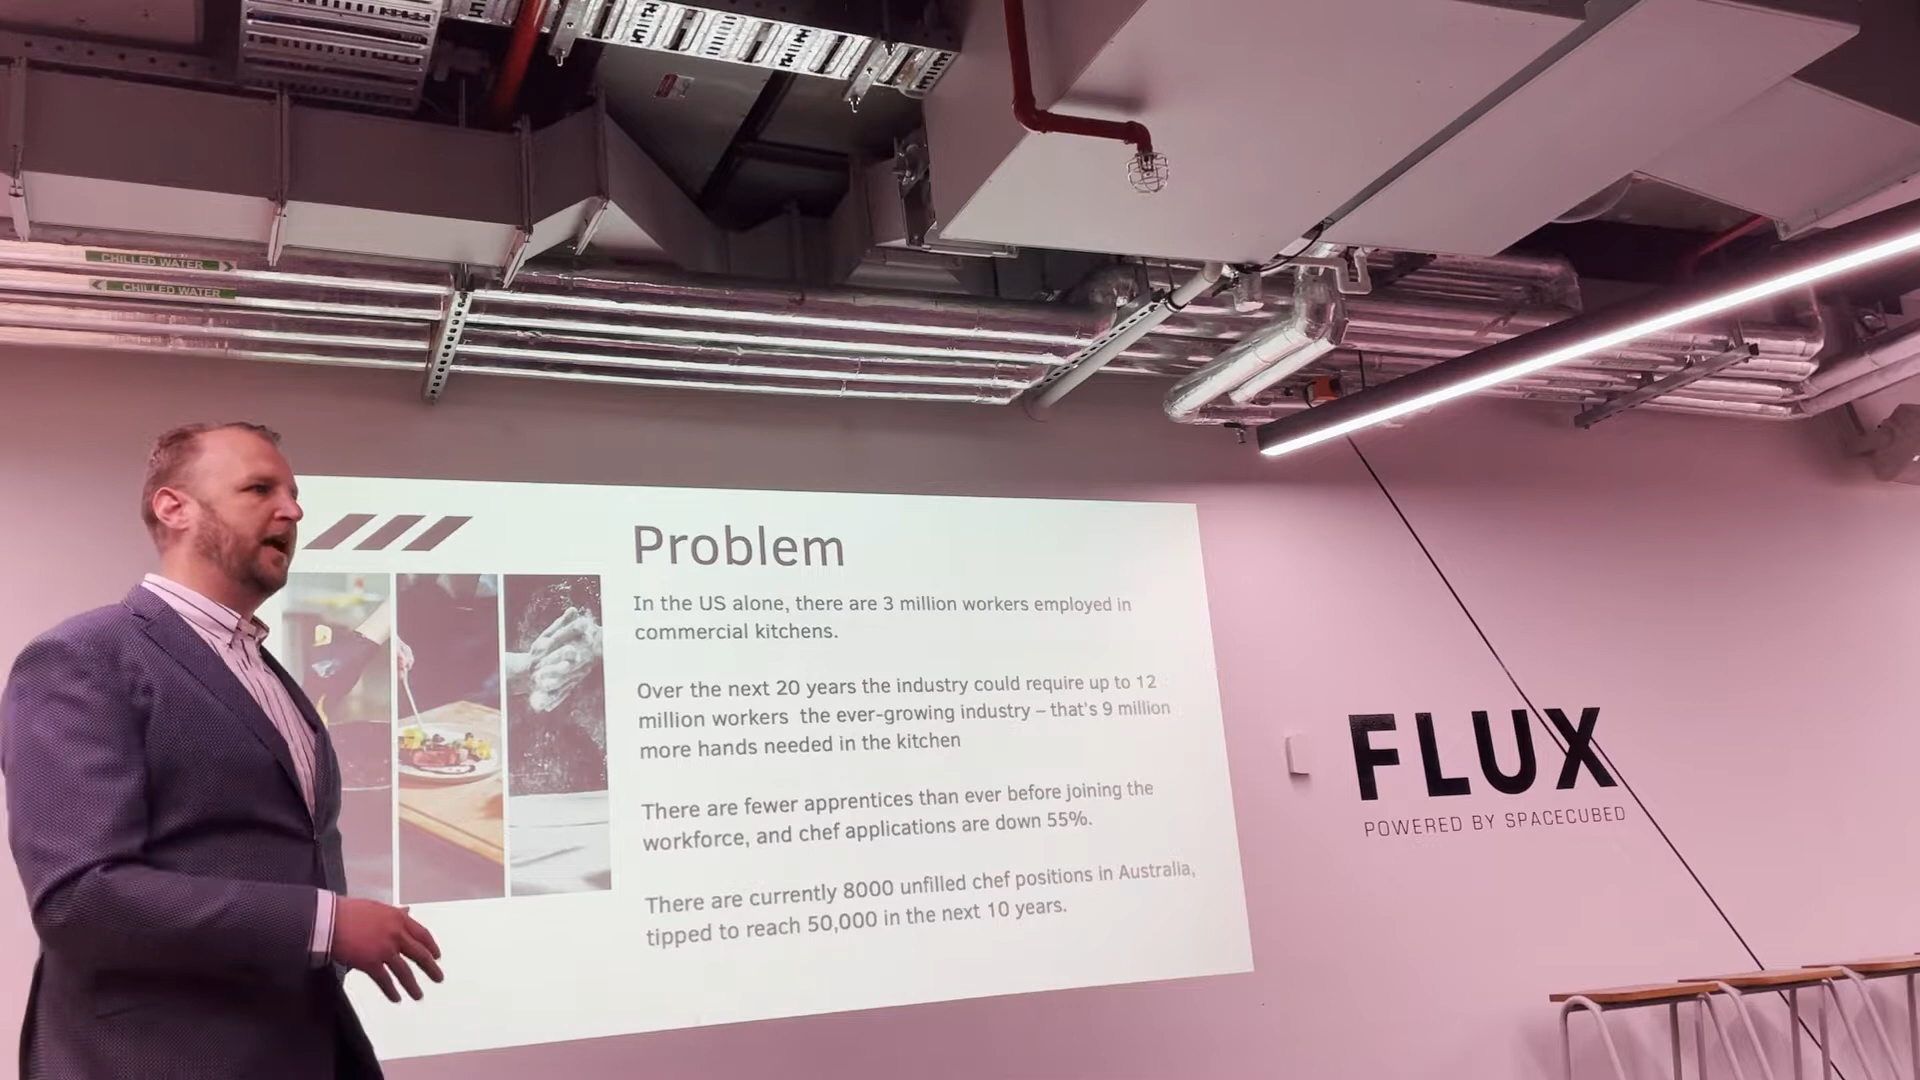 CHILLED WATER
CHILLED WATER
Problem
In the US alone, there are 3 million workers employed in
commercial kitchens.
Over the next 20 years the industry could require up to 12
million workers the ever-growing industry – that's 9 million
more hands needed in the kitchen
There are fewer apprentices than ever before joining the
workforce, and chef applications are down 55%.
There are currently 8000 unfilled chef positions in Australia,
tipped to reach 50,000 in the next 10 years.
FLUX
POWERED BY SPACECUBED